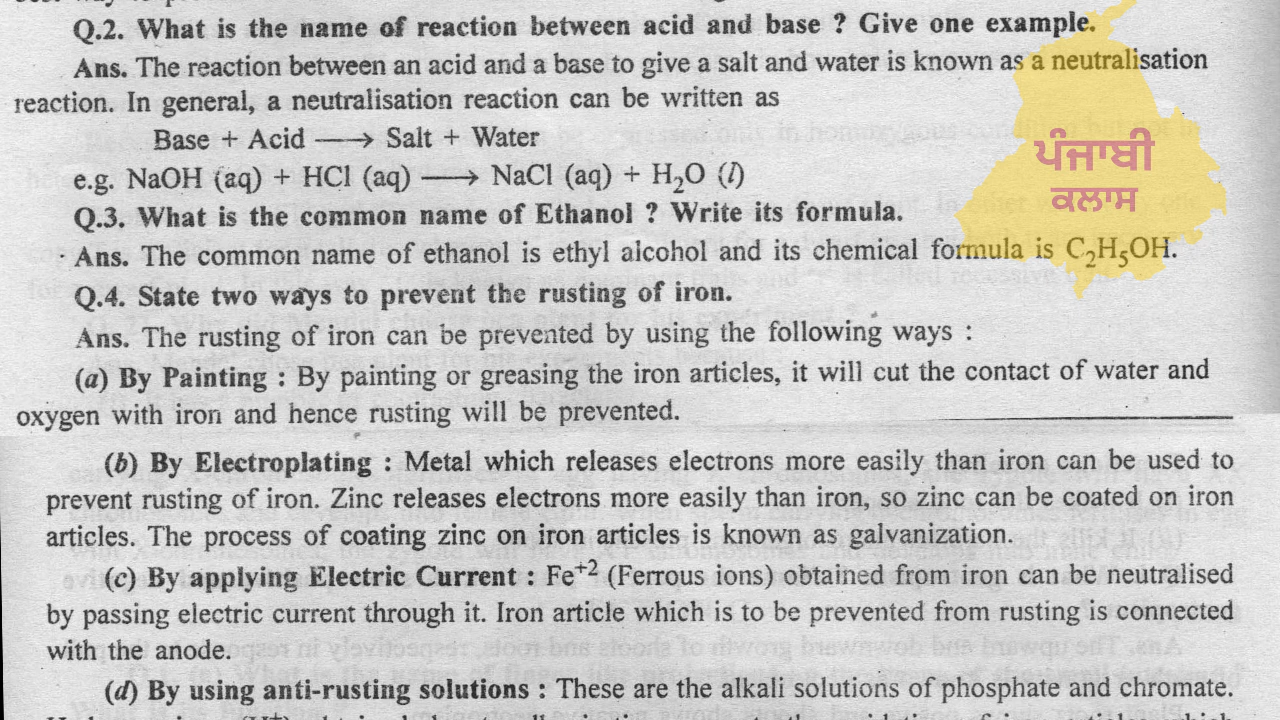 Q.2. What is the name of reaction between acid and base ? Give one example.
Ans. The reaction between an acid and a base to give a salt and water is known as a neutralisation
reaction. In general, a neutralisation reaction can be written as
Base + Acid ⟶ Salt + Water
e.g. NaOH (aq) + HCl (aq) ⟶ NaCl (aq) + H₂O (l)
Q.3. What is the common name of Ethanol ? Write its formula.
Ans. The common name of ethanol is ethyl alcohol and its chemical formula is C₂H₅OH.
Q.4. State two ways to prevent the rusting of iron.
Ans. The rusting of iron can be prevented by using the following ways :
(a) By Painting : By painting or greasing the iron articles, it will cut the contact of water and
oxygen with iron and hence rusting will be prevented.
(b) By Electroplating : Metal which releases electrons more easily than iron can be used to
prevent rusting of iron. Zinc releases electrons more easily than iron, so zinc can be coated on iron
articles. The process of coating zinc on iron articles is known as galvanization.
(c) By applying Electric Current : Fe⁺² (Ferrous ions) obtained from iron can be neutralised
by passing electric current through it. Iron article which is to be prevented from rusting is connected
with the anode.
(d) By using anti-rusting solutions : These are the alkali solutions of phosphate and chromate.
ਪੰਜਾਬੀ
ਕਲਾਸ